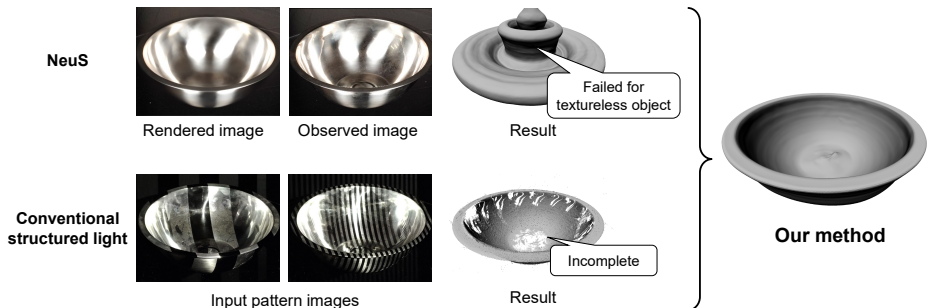 NeuS
Rendered image
Observed image
Result
Failed for
textureless object
Conventional
structured light
Input pattern images
Result
Incomplete
Our method